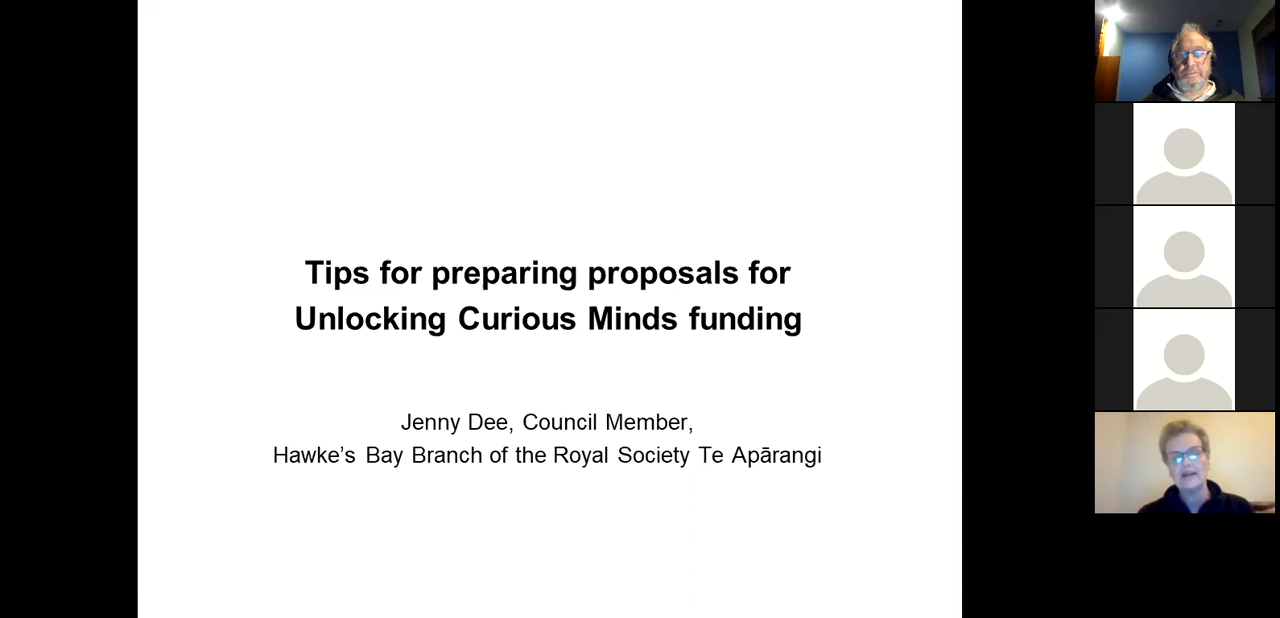 Tips for preparing proposals for
Unlocking Curious Minds funding
Jenny Dee, Council Member,
Hawke’s Bay Branch of the Royal Society Te Apārangi